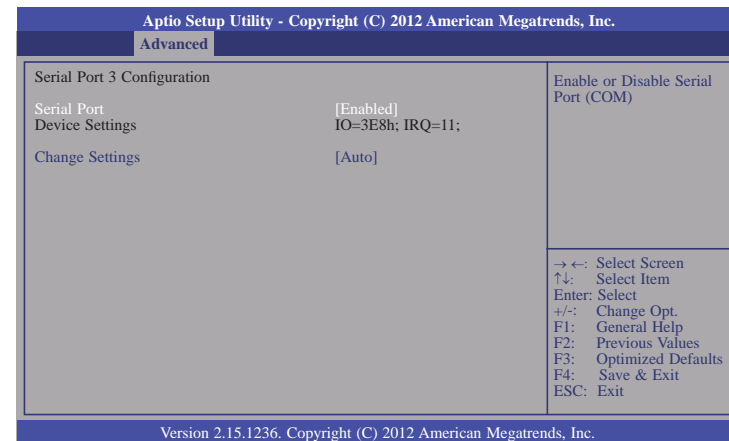 Aptio Setup Utility - Copyright (C) 2012 American Megatrends, Inc.
Advanced
Serial Port 3 Configuration
Serial Port [Enabled]
Device Settings IO=3E8h; IRQ=11;
Change Settings [Auto]
Enable or Disable Serial
Port (COM)
→←: Select Screen
↑↓: Select Item
Enter: Select
+/-: Change Opt.
F1: General Help
F2: Previous Values
F3: Optimized Defaults
F4: Save & Exit
ESC: Exit
Version 2.15.1236. Copyright (C) 2012 American Megatrends, Inc.